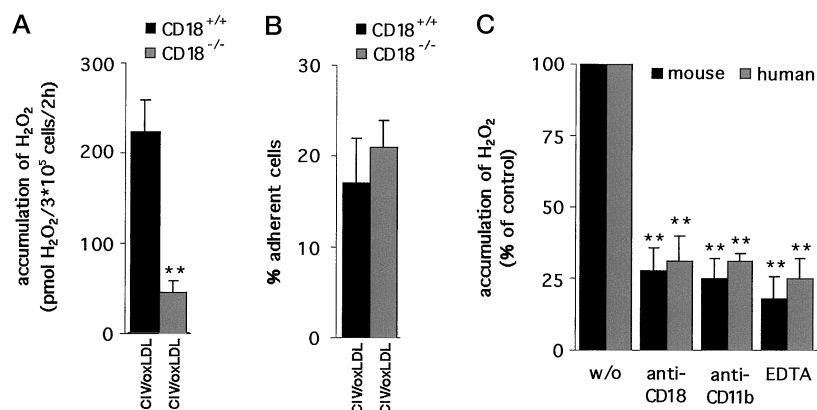 A
CD18+/+
CD18-/-
accumulation of H2O2
(pmol H2O2/3*10^5 cells/2h)
300
200
100
0
**
CIV/oxLDL
CIV/oxLDL
B
CD18+/+
CD18-/-
% adherent cells
30
20
10
0
CIV/oxLDL
CIV/oxLDL
C
mouse
human
accumulation of H2O2
(% of control)
100
75
50
25
0
**
**
**
**
**
**
w/o
anti-
CD18
anti-
CD11b
EDTA